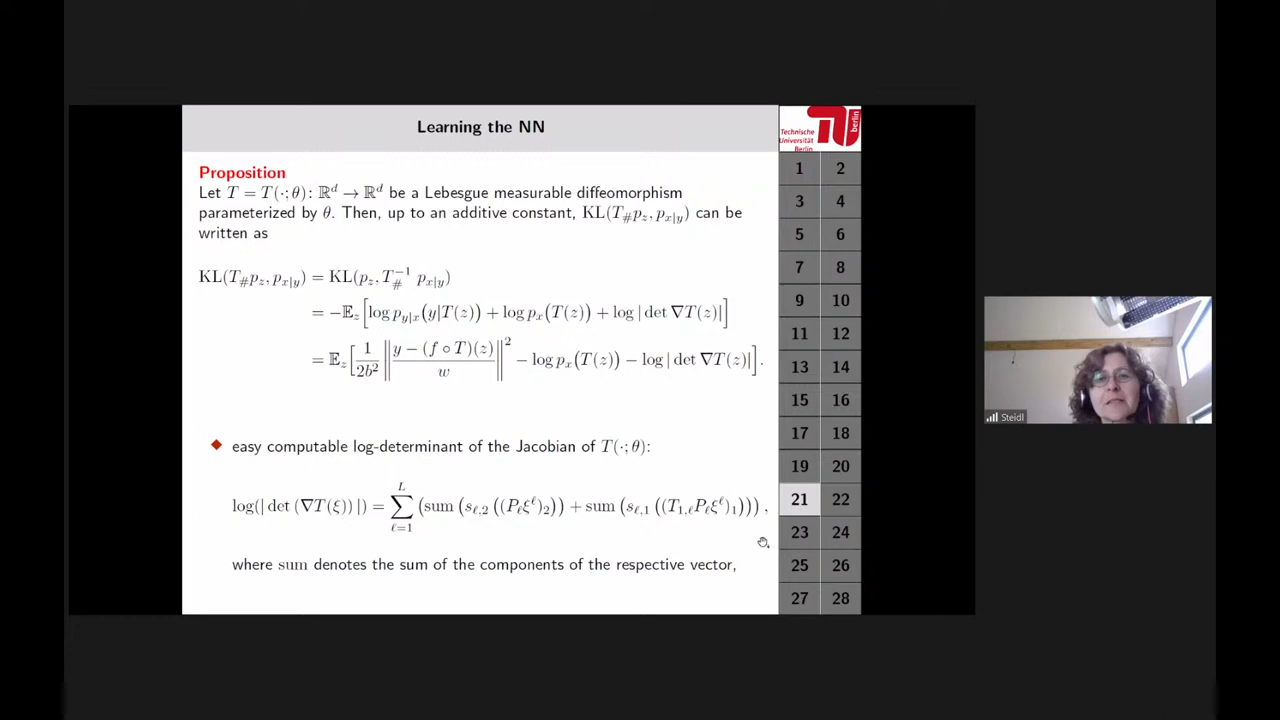 Learning the NN
Technische
Universität
Berlin
berlin
Proposition
Let T = T(·; θ): ℝ^d → ℝ^d be a Lebesgue measurable diffeomorphism
parameterized by θ. Then, up to an additive constant, KL(T_# p_z, p_{x|y}) can be
written as
KL(T_# p_z, p_{x|y}) = KL(p_z, T_#^{-1} p_{x|y})
= −𝔼_z[log p_{y|x}(y|T(z)) + log p_x(T(z)) + log |det ∇T(z)|]
= 𝔼_z[1/(2b^2) ‖(y − (f ∘ T)(z))/w‖^2 − log p_x(T(z)) − log |det ∇T(z)|].
◆ easy computable log-determinant of the Jacobian of T(·; θ):
log(|det (∇T(ξ))|) = ∑_{ℓ=1}^{L} (sum (s_{ℓ,2} ((P_ℓ ξ^ℓ)_2)) + sum (s_{ℓ,1} ((T_{1,ℓ} P_ℓ ξ^ℓ)_1))),
where sum denotes the sum of the components of the respective vector,
1 2
3 4
5 6
7 8
9 10
11 12
13 14
15 16
17 18
19 20
21 22
23 24
25 26
27 28
Steidl